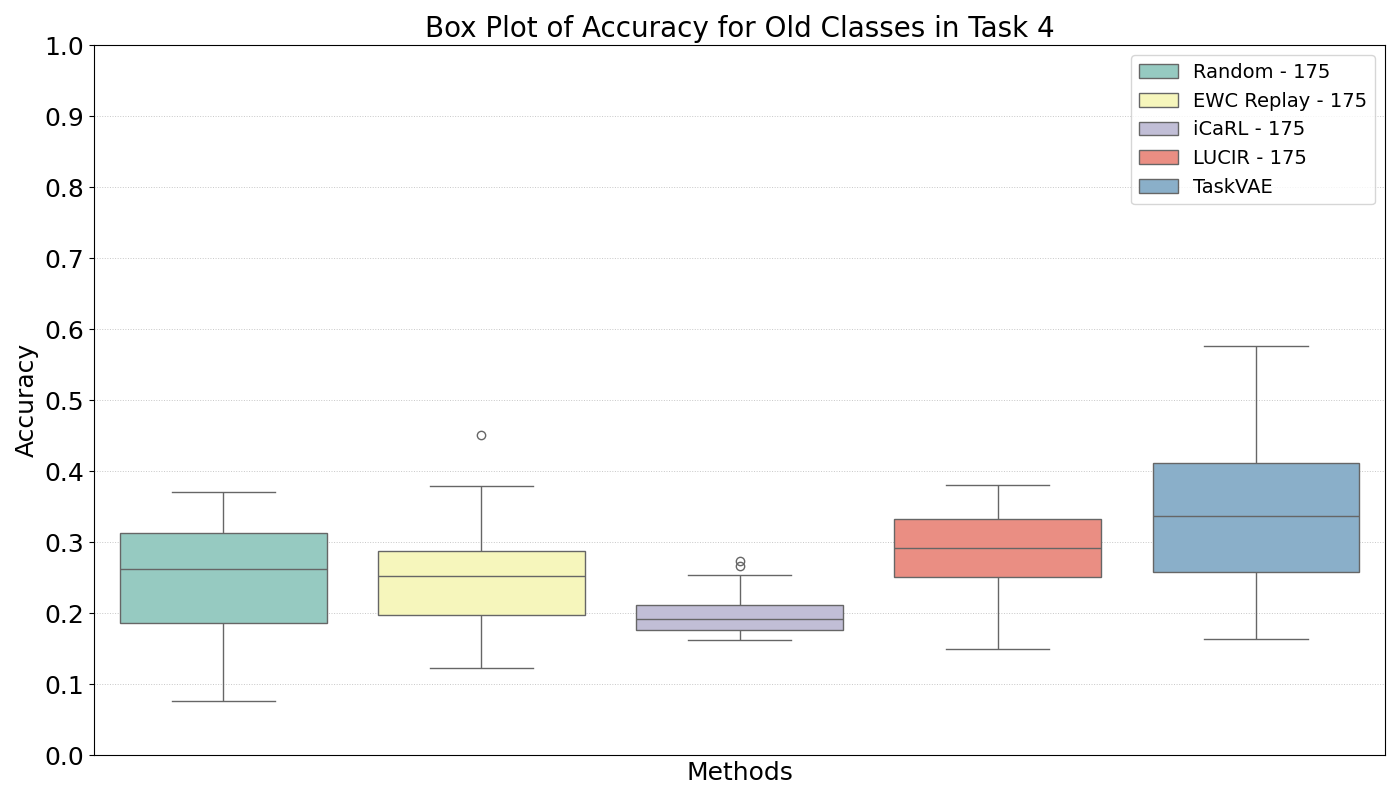 Box Plot of Accuracy for Old Classes in Task 4
1.0
0.9
0.8
0.7
0.6
0.5
0.4
0.3
0.2
0.1
0.0
Accuracy
Methods
Random - 175
EWC Replay - 175
iCaRL - 175
LUCIR - 175
TaskVAE